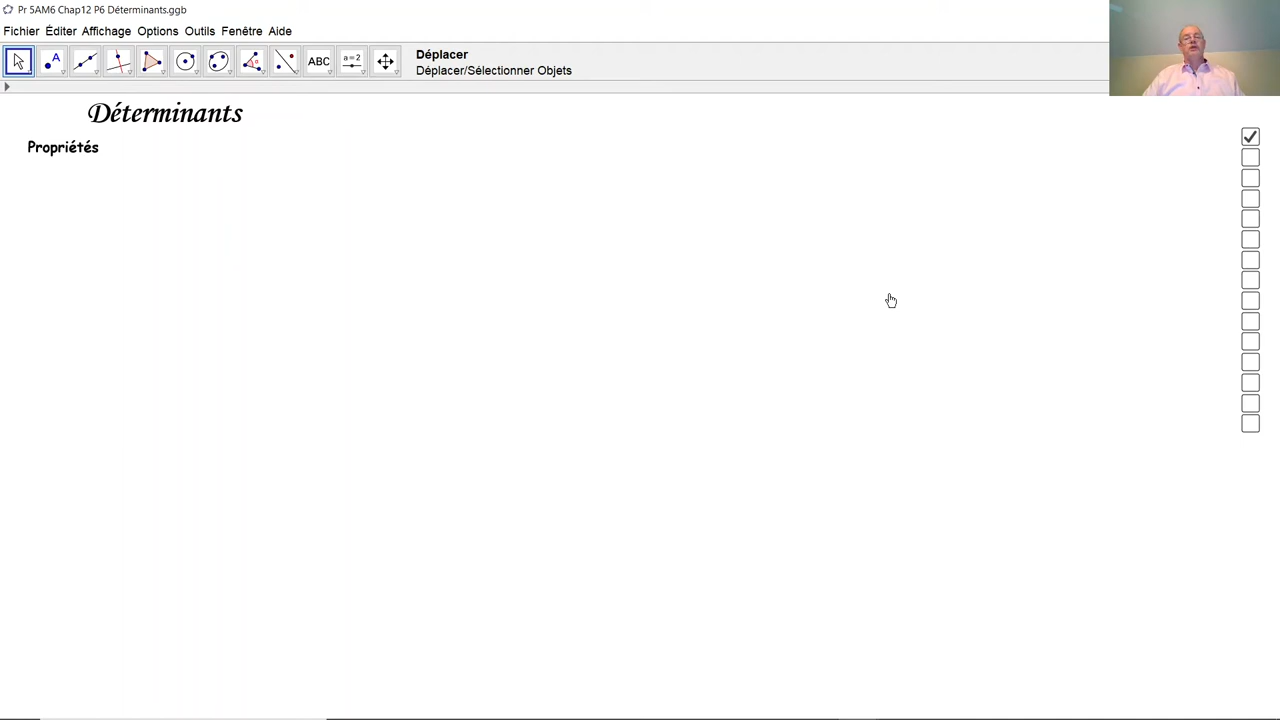 Pr 5AM6 Chap12 P6 Déterminants.ggb
Fichier Éditer Affichage Options Outils Fenêtre Aide
A
ABC
a=2
Déplacer
Déplacer/Sélectionner Objets
Déterminants
Propriétés